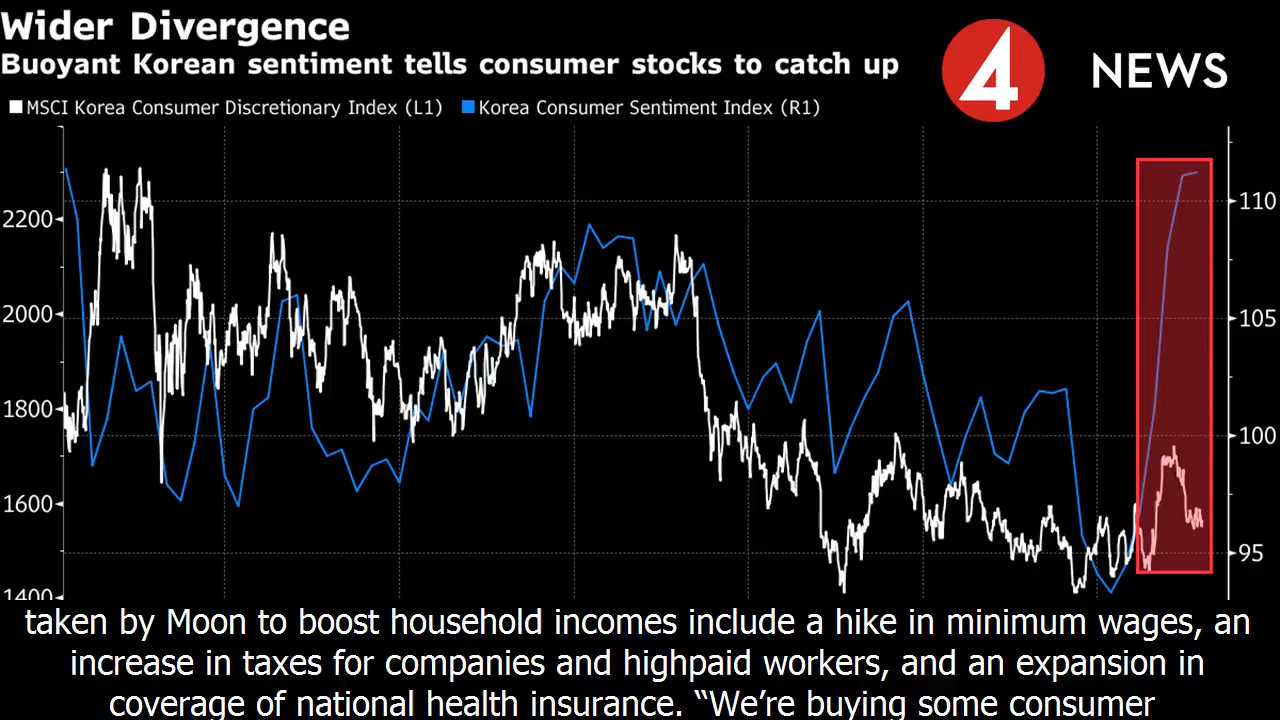 Wider Divergence
Buoyant Korean sentiment tells consumer stocks to catch up
4 NEWS
MSCI Korea Consumer Discretionary Index (L1) Korea Consumer Sentiment Index (R1)
2200
2000
1800
1600
1400
110
105
100
95
taken by Moon to boost household incomes include a hike in minimum wages, an
increase in taxes for companies and highpaid workers, and an expansion in
coverage of national health insurance. “We’re buying some consumer